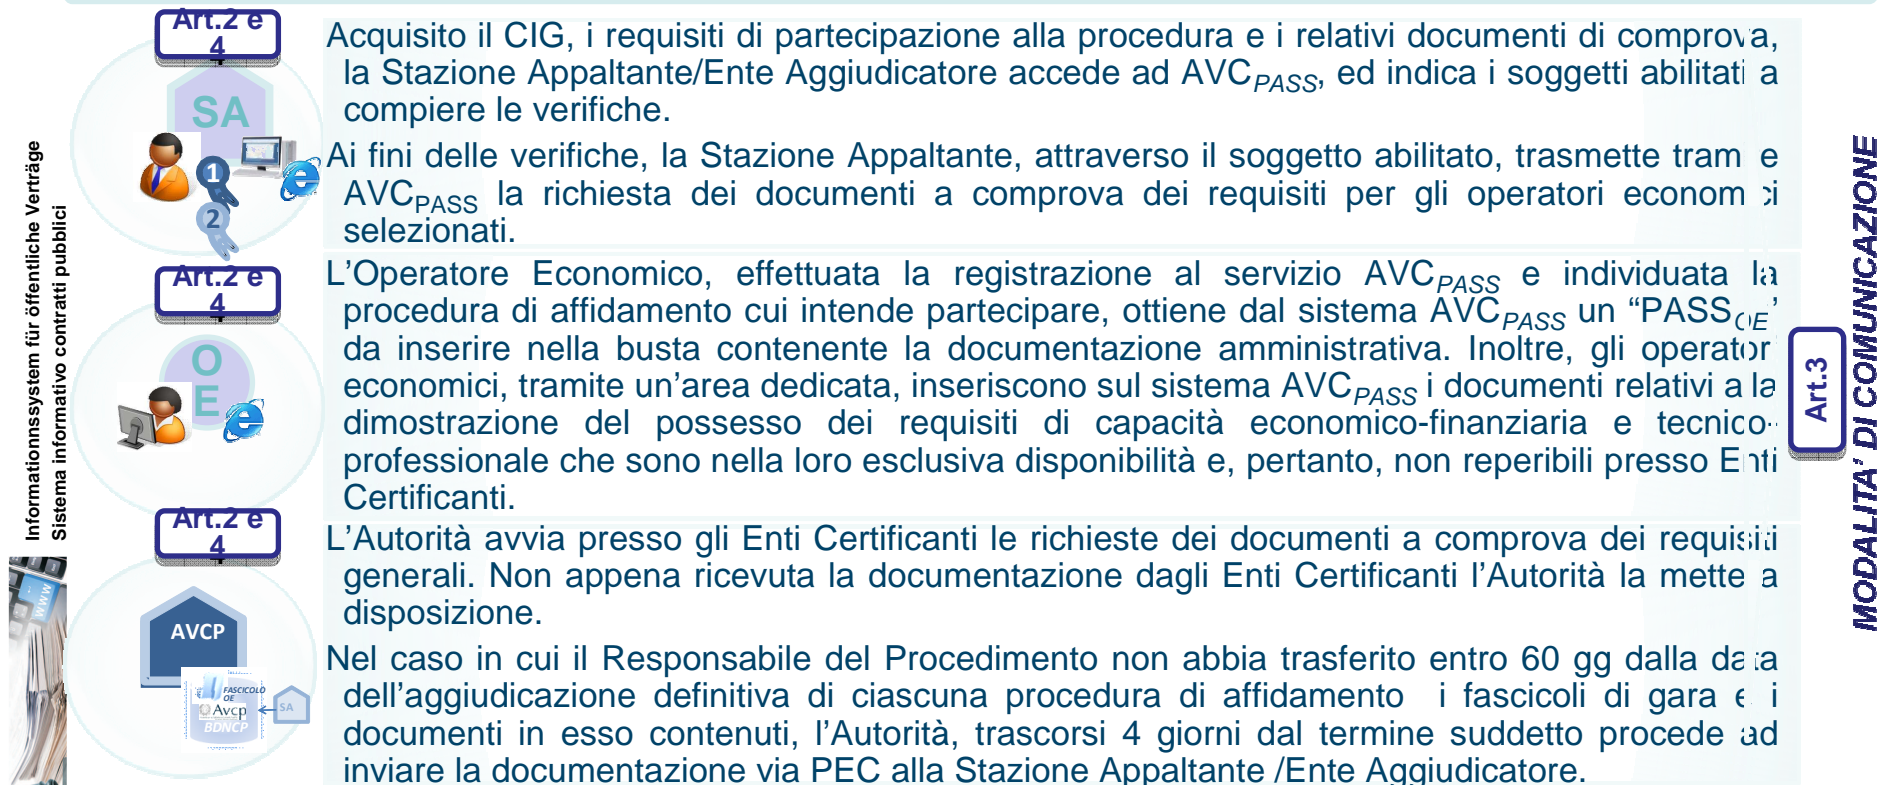 Informationnssystem für öffentliche Verträge
Sistema informativo contratti pubblici
Art.2 e
4
SA
1
2
Acquisito il CIG, i requisiti di partecipazione alla procedura e i relativi documenti di comprova,
la Stazione Appaltante/Ente Aggiudicatore accede ad AVCPASS, ed indica i soggetti abilitati a
compiere le verifiche.
Ai fini delle verifiche, la Stazione Appaltante, attraverso il soggetto abilitato, trasmette tramite
AVCPASS la richiesta dei documenti a comprova dei requisiti per gli operatori economici
selezionati.
Art.2 e
4
O
E
L’Operatore Economico, effettuata la registrazione al servizio AVCPASS e individuata la
procedura di affidamento cui intende partecipare, ottiene dal sistema AVCPASS un “PASSOE”
da inserire nella busta contenente la documentazione amministrativa. Inoltre, gli operatori
economici, tramite un’area dedicata, inseriscono sul sistema AVCPASS i documenti relativi alla
dimostrazione del possesso dei requisiti di capacità economico-finanziaria e tecnico-
professionale che sono nella loro esclusiva disponibilità e, pertanto, non reperibili presso Enti
Certificanti.
Art.2 e
4
AVCP
FASCICOLO
OE
Avcp
BDNCP
SA
www
L’Autorità avvia presso gli Enti Certificanti le richieste dei documenti a comprova dei requisiti
generali. Non appena ricevuta la documentazione dagli Enti Certificanti l’Autorità la mette a
disposizione.
Nel caso in cui il Responsabile del Procedimento non abbia trasferito entro 60 gg dalla data
dell’aggiudicazione definitiva di ciascuna procedura di affidamento i fascicoli di gara e i
documenti in esso contenuti, l’Autorità, trascorsi 4 giorni dal termine suddetto procede ad
inviare la documentazione via PEC alla Stazione Appaltante /Ente Aggiudicatore.
Art.3
MODALITA’ DI COMUNICAZIONE